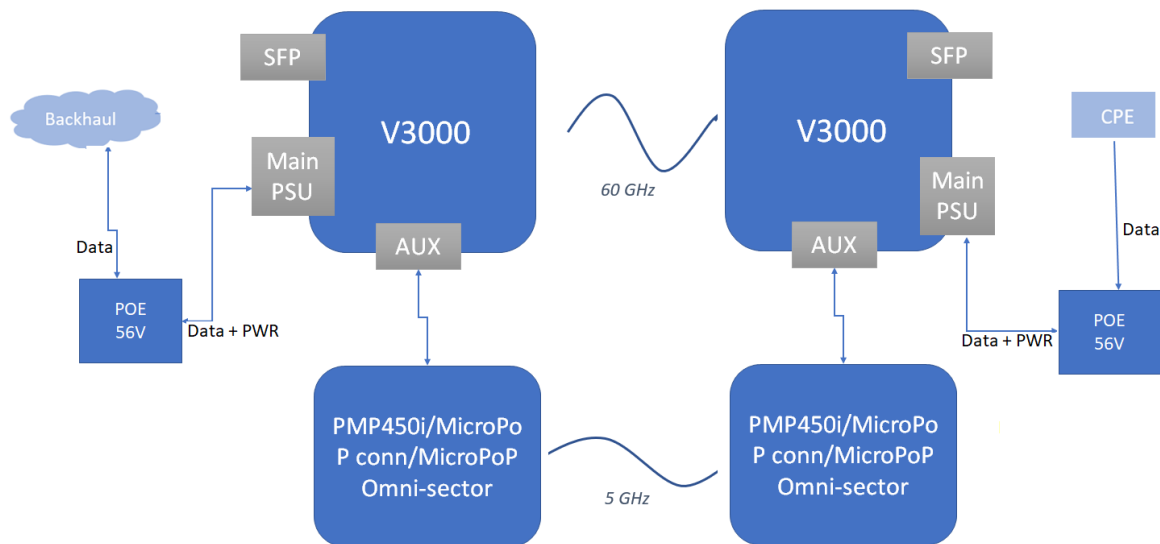 SFP
V3000
Main
PSU
AUX
Backhaul
Data
POE
56V
Data + PWR
60 GHz
SFP
V3000
Main
PSU
AUX
CPE
Data
POE
56V
Data + PWR
PMP450i/MicroPo
P conn/MicroPoP
Omni-sector
5 GHz
PMP450i/MicroPo
P conn/MicroPoP
Omni-sector